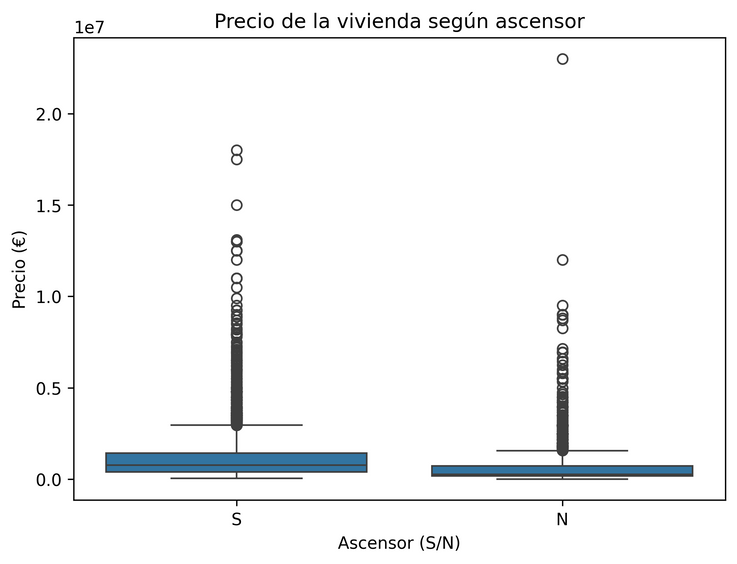 Precio de la vivienda según ascensor
1e7
2.0
1.5
1.0
0.5
0.0
Precio (€)
S
N
Ascensor (S/N)